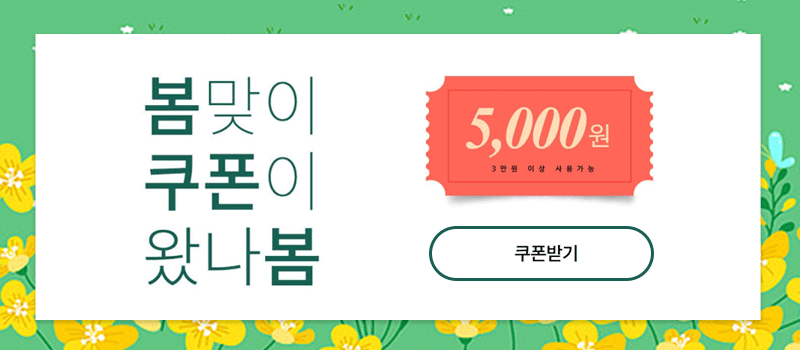 봄맞이
쿠폰이
왔나봄
5,000원
3만원 이상 사용가능
쿠폰받기